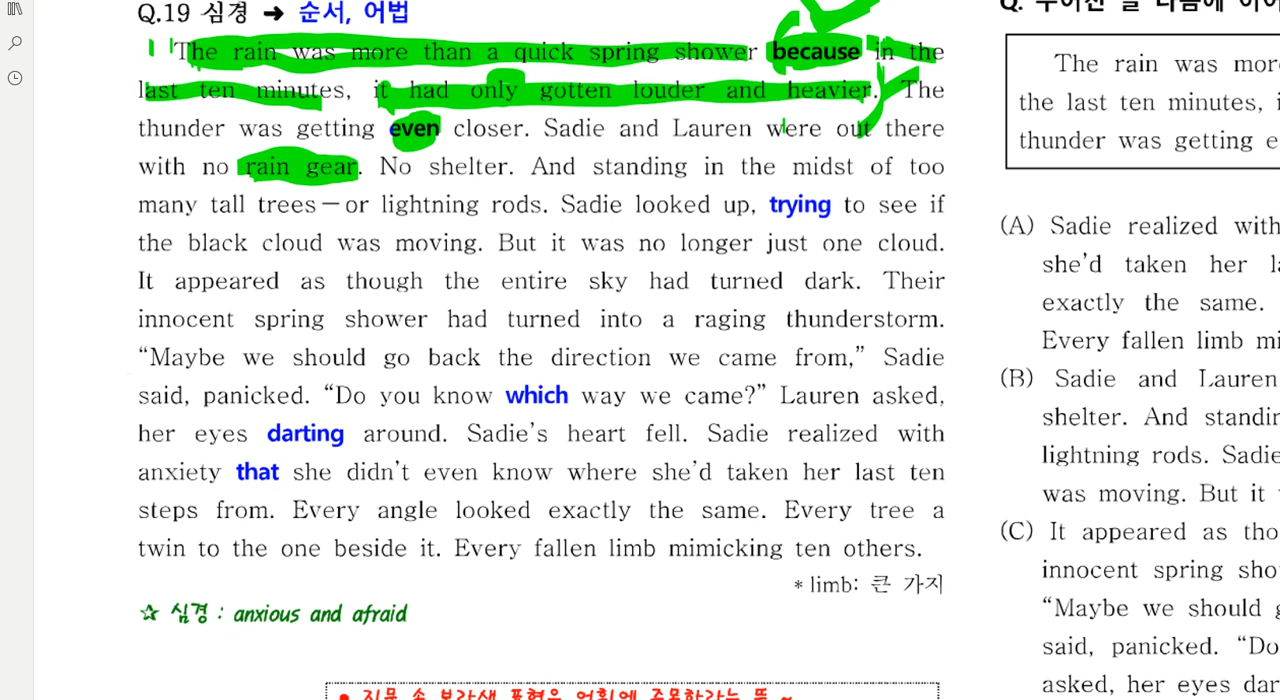 Q.19 심경 ➔ 순서, 어법
The rain was more than a quick spring shower because in the
last ten minutes, it had only gotten louder and heavier. The
thunder was getting even closer. Sadie and Lauren were out there
with no rain gear. No shelter. And standing in the midst of too
many tall trees—or lightning rods. Sadie looked up, trying to see if
the black cloud was moving. But it was no longer just one cloud.
It appeared as though the entire sky had turned dark. Their
innocent spring shower had turned into a raging thunderstorm.
“Maybe we should go back the direction we came from,” Sadie
said, panicked. “Do you know which way we came?” Lauren asked,
her eyes darting around. Sadie’s heart fell. Sadie realized with
anxiety that she didn’t even know where she’d taken her last ten
steps from. Every angle looked exactly the same. Every tree a
twin to the one beside it. Every fallen limb mimicking ten others.
* limb: 큰 가지
☆ 심경 : anxious and afraid
The rain was mor
the last ten minutes, i
thunder was getting e
(A) Sadie realized with
she’d taken her la
exactly the same.
Every fallen limb mi
(B) Sadie and Lauren
shelter. And standin
lightning rods. Sadie
was moving. But it
(C) It appeared as tho
innocent spring sho
“Maybe we should g
said, panicked. “Do
asked, her eyes dar